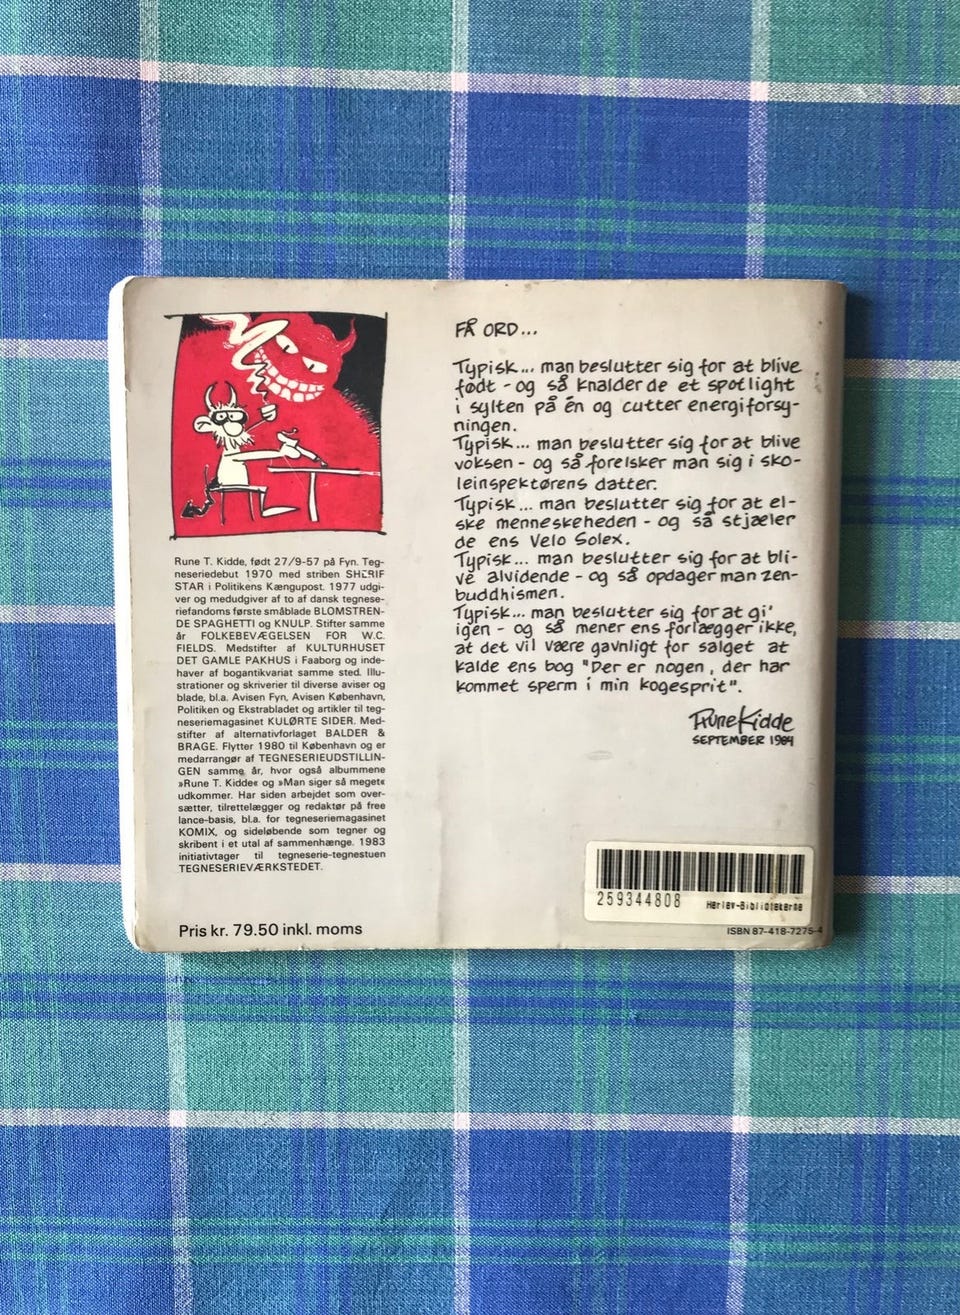 Rune T. Kidde, født 27/9-57 på Fyn. Teg-
neseriedebut 1970 med striben SHERIF
STAR i Politikens Kængupost. 1977 udgi-
ver og medudgiver af to af dansk tegnese-
riefandoms første småblade BLOMSTREN-
DE SPAGHETTI og KNULP. Stifter samme
år FOLKEBEVÆGELSEN FOR W.C.
FIELDS. Medstifter af KULTURHUSET
DET GAMLE PAKHUS i Faaborg og inde-
haver af bogantikvariat samme sted. Illu-
strationer og skriverier til diverse aviser og
blade, bl.a. Avisen Fyn, Avisen København,
Politiken og Ekstrabladet og artikler til teg-
neseriemagasinet KULØRTE SIDER. Med-
stifter af alternativforlaget BALDER &
BRAGE. Flytter 1980 til København og er
medarrangør af TEGNESERIEUDSTILLIN-
GEN samme år, hvor også albummene
»Rune T. Kidde« og »Man siger så meget«
udkommer. Har siden arbejdet som over-
sætter, tilrettelægger og redaktør på free
lance-basis, bl.a. for tegneseriemagasinet
KOMIX, og sideløbende som tegner og
skribent i et utal af sammenhænge. 1983
initiativtager til tegneserie-tegnestuen
TEGNESERIEVÆRKSTEDET.
Pris kr. 79.50 inkl. moms
FÅ ORD...
Typisk... man beslutter sig for at blive
født - og så knalder de et spotlight
i sylten på én og cutter energiforsy-
ningen.
Typisk... man beslutter sig for at blive
voksen - og så forelsker man sig i sko-
leinspektørens datter.
Typisk... man beslutter sig for at el-
ske menneskeheden - og så stjæler
de ens Velo Solex.
Typisk... man beslutter sig for at bli-
ve alvidende - og så opdager man zen-
buddhismen.
Typisk... man beslutter sig for at gi'
igen - og så mener ens forlægger ikke,
at det vil være gavnligt for salget at
kalde ens bog "Der er nogen, der har
kommet sperm i min kogesprit".
Rune Kidde
SEPTEMBER 1984
259344808 Herlev-Bibliotekerne
ISBN 87-418-7275-4